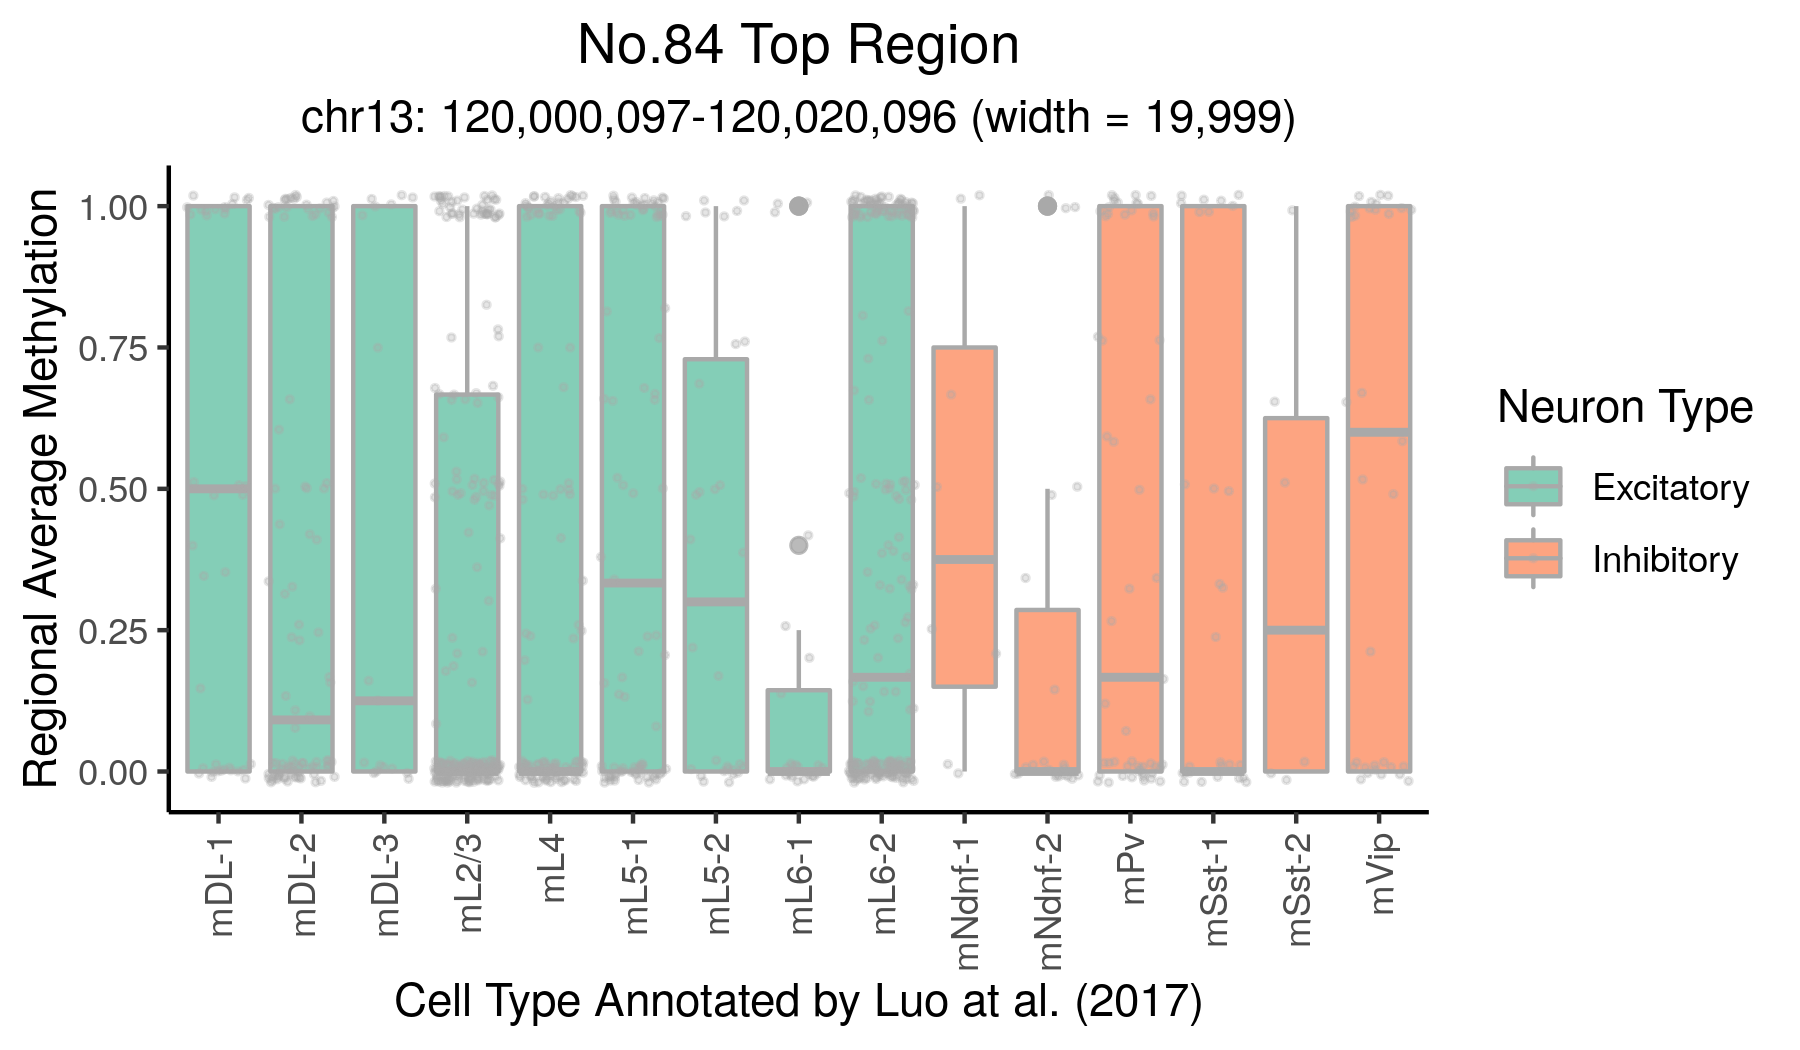 No.84 Top Region
chr13: 120,000,097-120,020,096 (width = 19,999)
Regional Average Methylation
1.00
0.75
0.50
0.25
0.00
mDL-1
mDL-2
mDL-3
mL2/3
mL4
mL5-1
mL5-2
mL6-1
mL6-2
mNdnf-1
mNdnf-2
mPv
mSst-1
mSst-2
mVip
Cell Type Annotated by Luo at al. (2017)
Neuron Type
Excitatory
Inhibitory